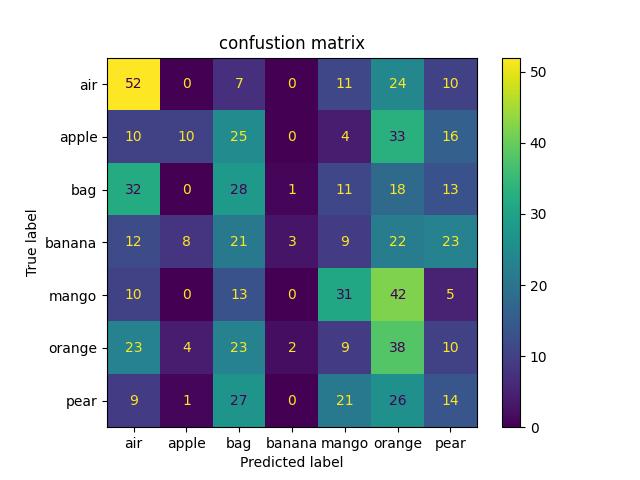 confustion matrix
air 52 0 7 0 11 24 10
50
apple 10 10 25 0 4 33 16
40
bag 32 0 28 1 11 18 13
30
True label
banana 12 8 21 3 9 22 23
20
mango 10 0 13 0 31 42 5
orange 23 4 23 2 9 38 10
10
pear 9 1 27 0 21 26 14
0
air apple bag banana mango orange pear
Predicted label